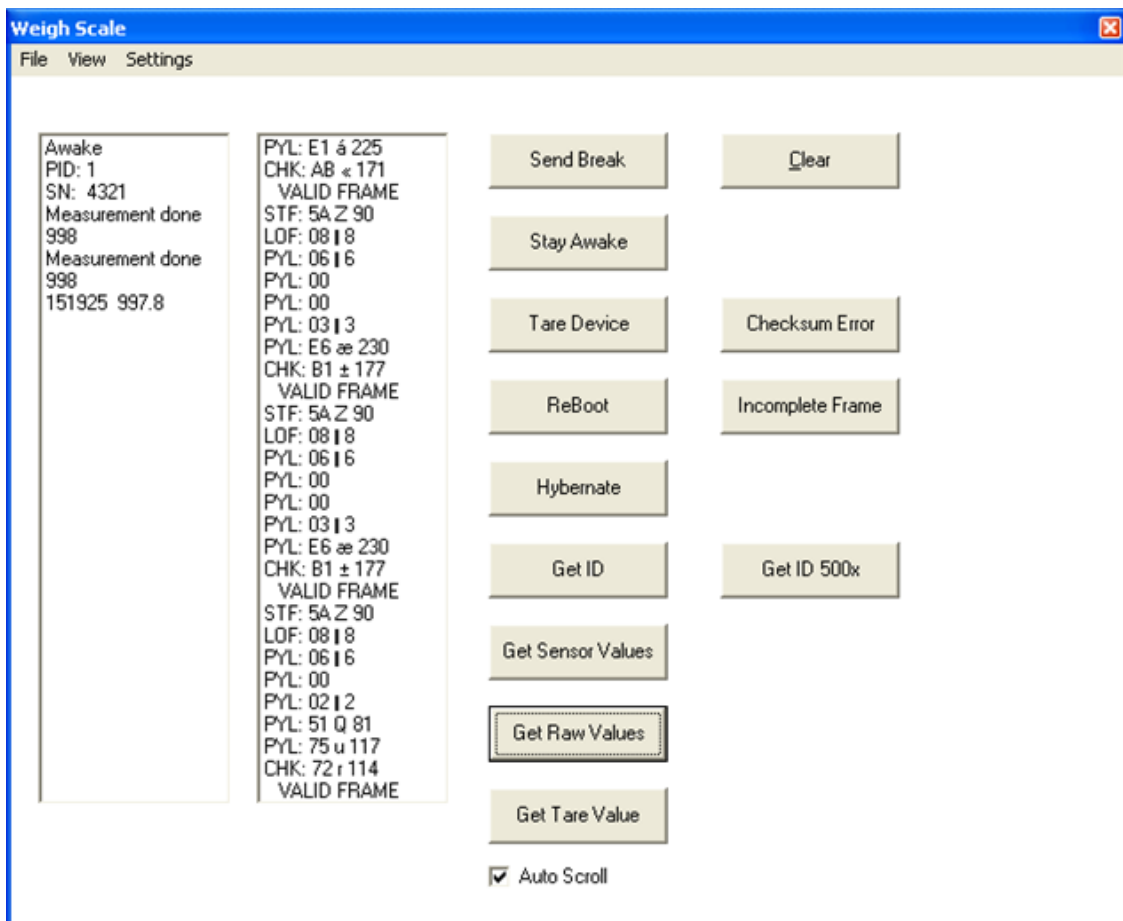 Weigh Scale
File View Settings
Awake
PID: 1
SN: 4321
Measurement done
998
Measurement done
998
151925 997.8
PYL: E1 á 225
CHK: AB « 171
VALID FRAME
STF: 5A Z 90
LOF: 08 ❙ 8
PYL: 06 ❙ 6
PYL: 00
PYL: 00
PYL: 03 ❙ 3
PYL: E6 æ 230
CHK: B1 ± 177
VALID FRAME
STF: 5A Z 90
LOF: 08 ❙ 8
PYL: 06 ❙ 6
PYL: 00
PYL: 00
PYL: 03 ❙ 3
PYL: E6 æ 230
CHK: B1 ± 177
VALID FRAME
STF: 5A Z 90
LOF: 08 ❙ 8
PYL: 06 ❙ 6
PYL: 00
PYL: 02 ❙ 2
PYL: 51 Q 81
PYL: 75 u 117
CHK: 72 r 114
VALID FRAME
Send Break
Clear
Stay Awake
Tare Device
Checksum Error
ReBoot
Incomplete Frame
Hybernate
Get ID
Get ID 500x
Get Sensor Values
Get Raw Values
Get Tare Value
Auto Scroll